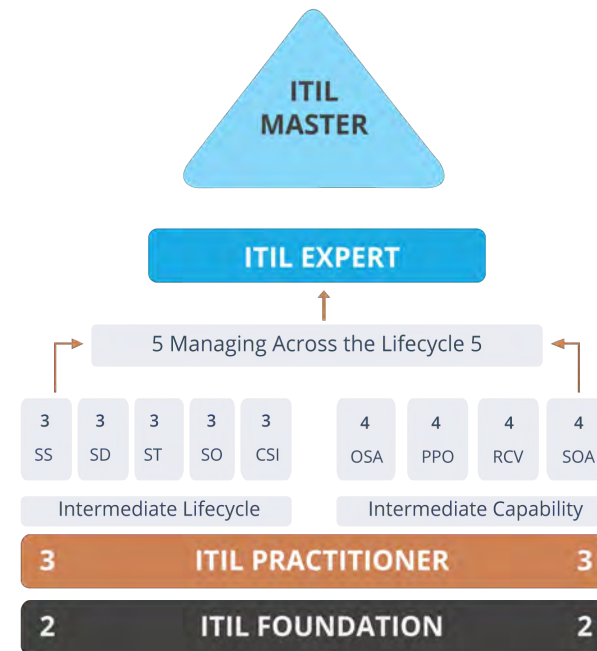 ITIL
MASTER
ITIL EXPERT
5 Managing Across the Lifecycle 5
3 3 3 3 3 4 4 4 4
SS SD ST SO CSI OSA PPO RCV SOA
Intermediate Lifecycle Intermediate Capability
3 ITIL PRACTITIONER 3
2 ITIL FOUNDATION 2